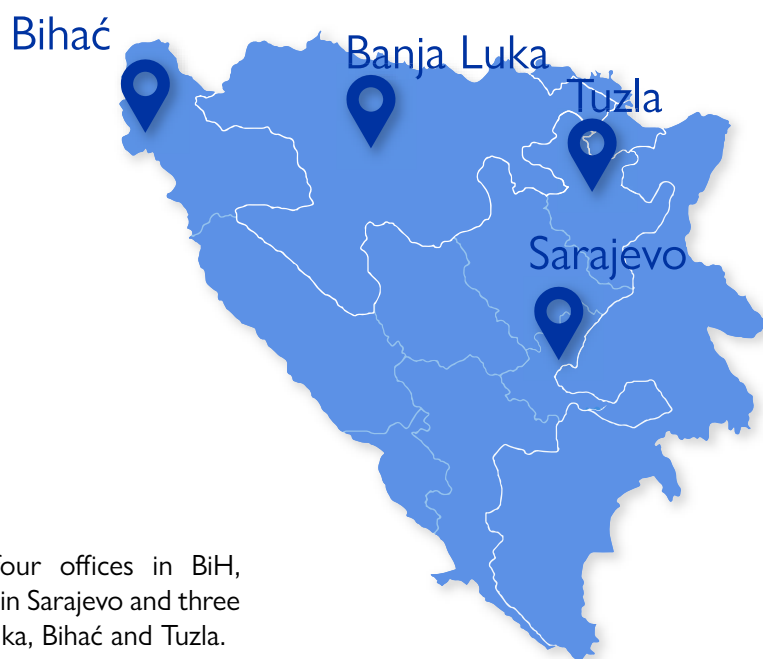 Bihać
Banja Luka
Tuzla
Sarajevo
four offices in BiH,
in Sarajevo and three
ka, Bihać and Tuzla.